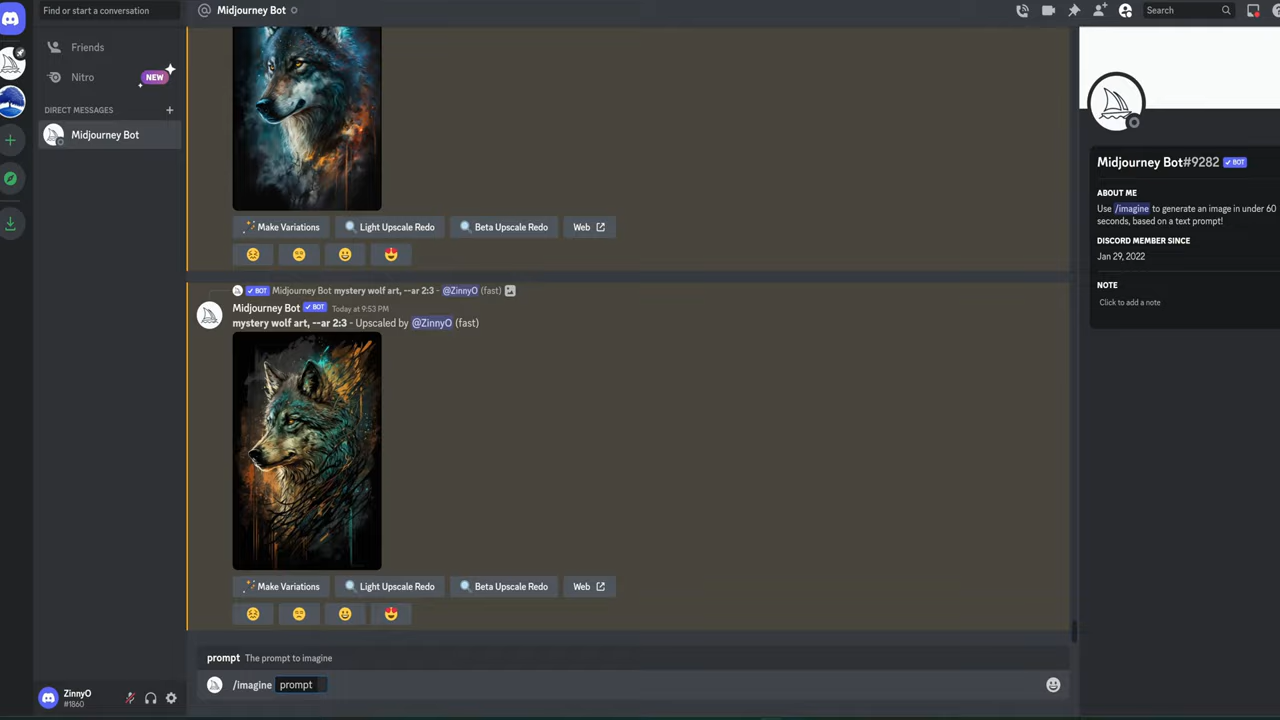 Find or start a conversation
Midjourney Bot
Search
Friends
Nitro
NEW
DIRECT MESSAGES
Midjourney Bot
Make Variations
Light Upscale Redo
Beta Upscale Redo
Web
BOT Midjourney Bot mystery wolf art, --ar 2:3 - @ZinnyO (fast)
Midjourney Bot BOT Today at 9:53 PM
mystery wolf art, --ar 2:3 - Upscaled by @ZinnyO (fast)
Make Variations
Light Upscale Redo
Beta Upscale Redo
Web
prompt The prompt to imagine
/imagine prompt
ZinnyO
#1860
Midjourney Bot#9282 BOT
ABOUT ME
Use /imagine to generate an image in under 60
seconds, based on a text prompt!
DISCORD MEMBER SINCE
Jan 29, 2022
NOTE
Click to add a note